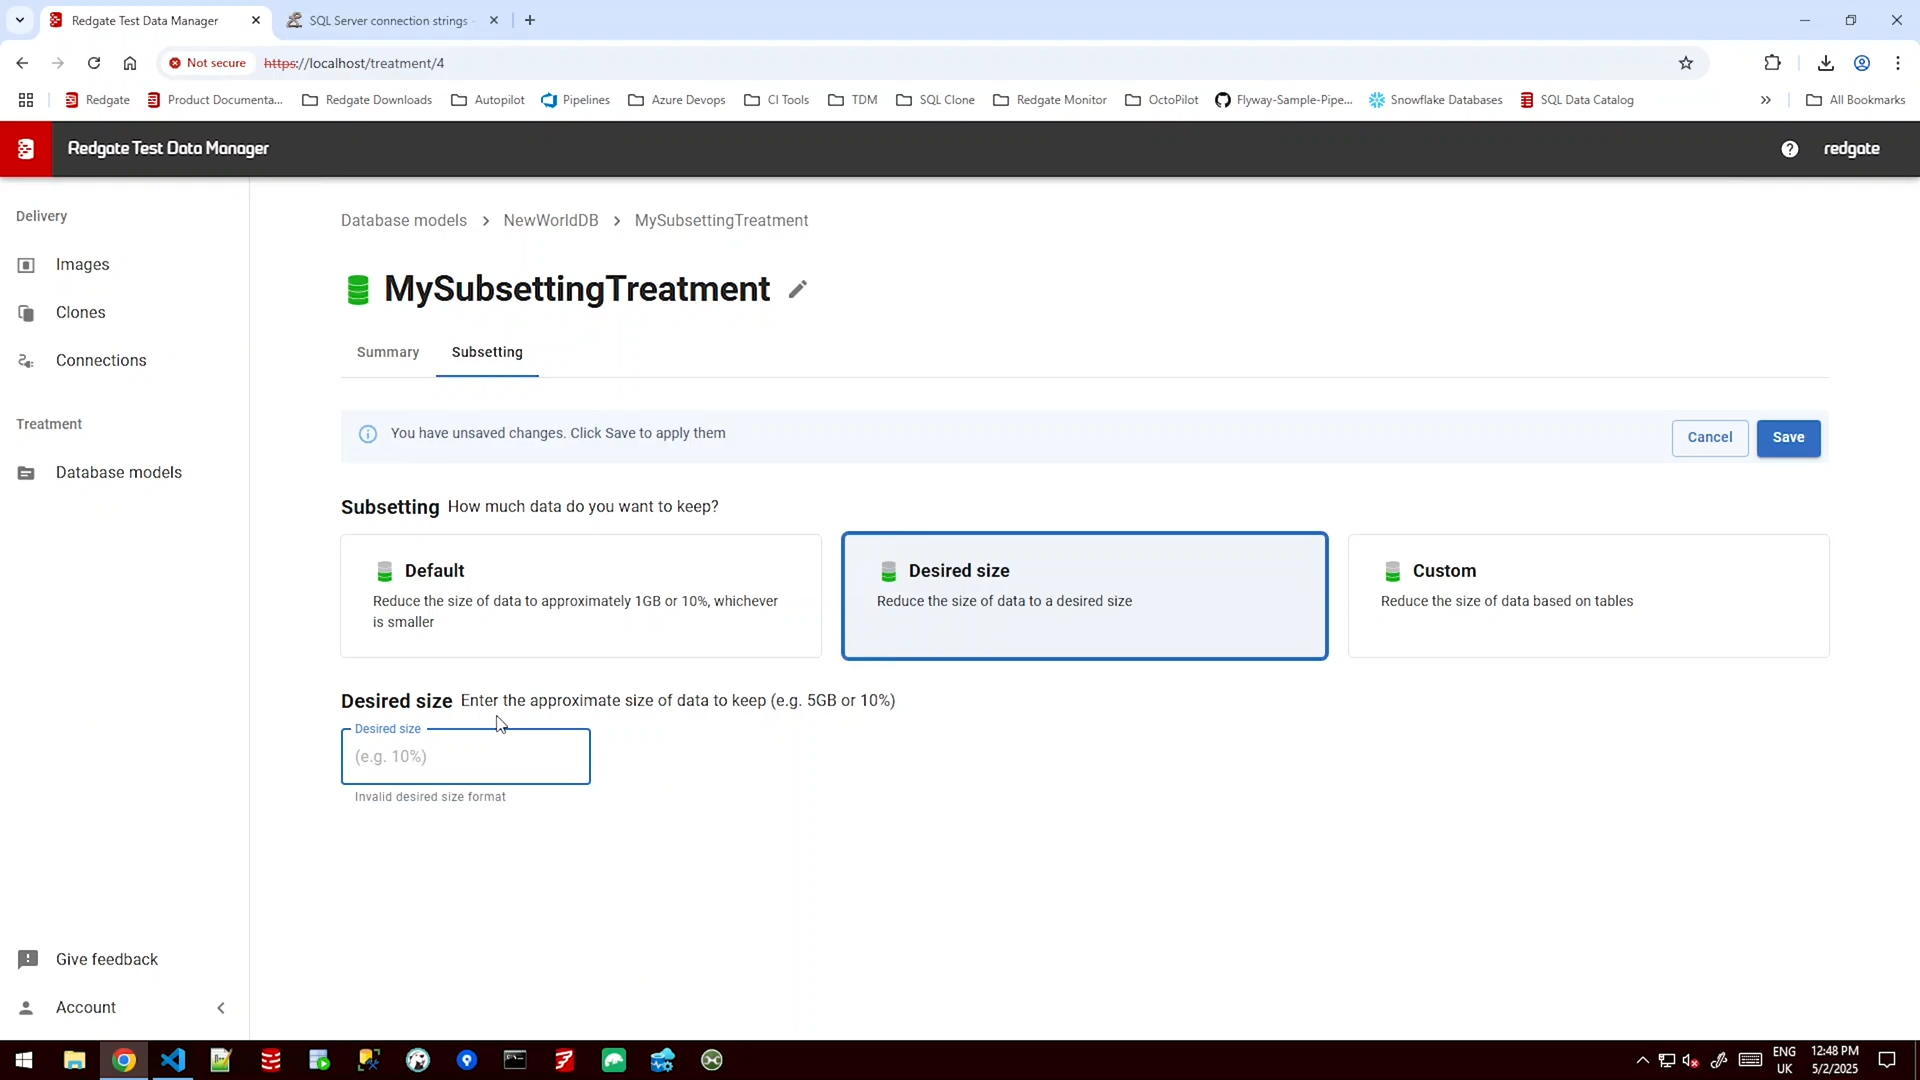 Redgate Test Data Manager
SQL Server connection strings
Not secure
https://localhost/treatment/4
Redgate
Product Documenta...
Redgate Downloads
Autopilot
Pipelines
Azure Devops
CI Tools
TDM
SQL Clone
Redgate Monitor
OctoPilot
Flyway-Sample-Pipe...
Snowflake Databases
SQL Data Catalog
»
All Bookmarks
Redgate Test Data Manager
redgate
Delivery
Images
Clones
Connections
Treatment
Database models
Give feedback
Account
Database models > NewWorldDB > MySubsettingTreatment
MySubsettingTreatment
Summary
Subsetting
You have unsaved changes. Click Save to apply them
Cancel
Save
Subsetting How much data do you want to keep?
Default
Reduce the size of data to approximately 1GB or 10%, whichever
is smaller
Desired size
Reduce the size of data to a desired size
Custom
Reduce the size of data based on tables
Desired size Enter the approximate size of data to keep (e.g. 5GB or 10%)
Desired size
(e.g. 10%)
Invalid desired size format
ENG
UK
12:48 PM
5/2/2025